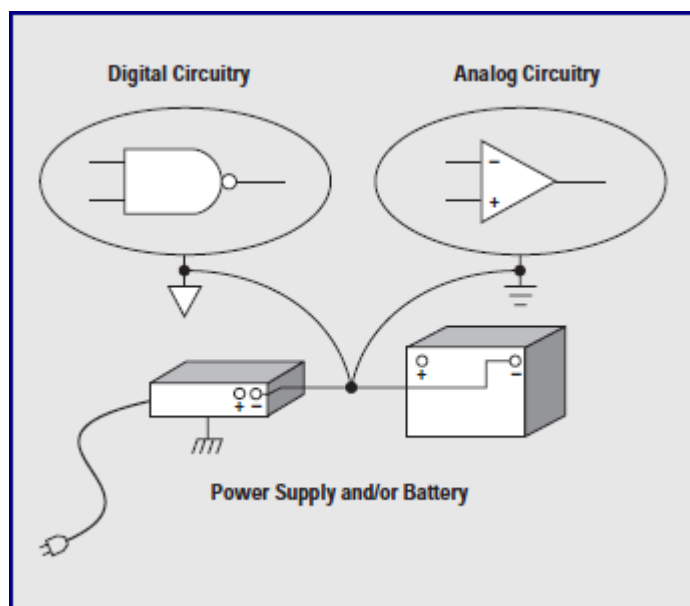 Digital Circuitry
Analog Circuitry
−
+
+ −
+
−
Power Supply and/or Battery